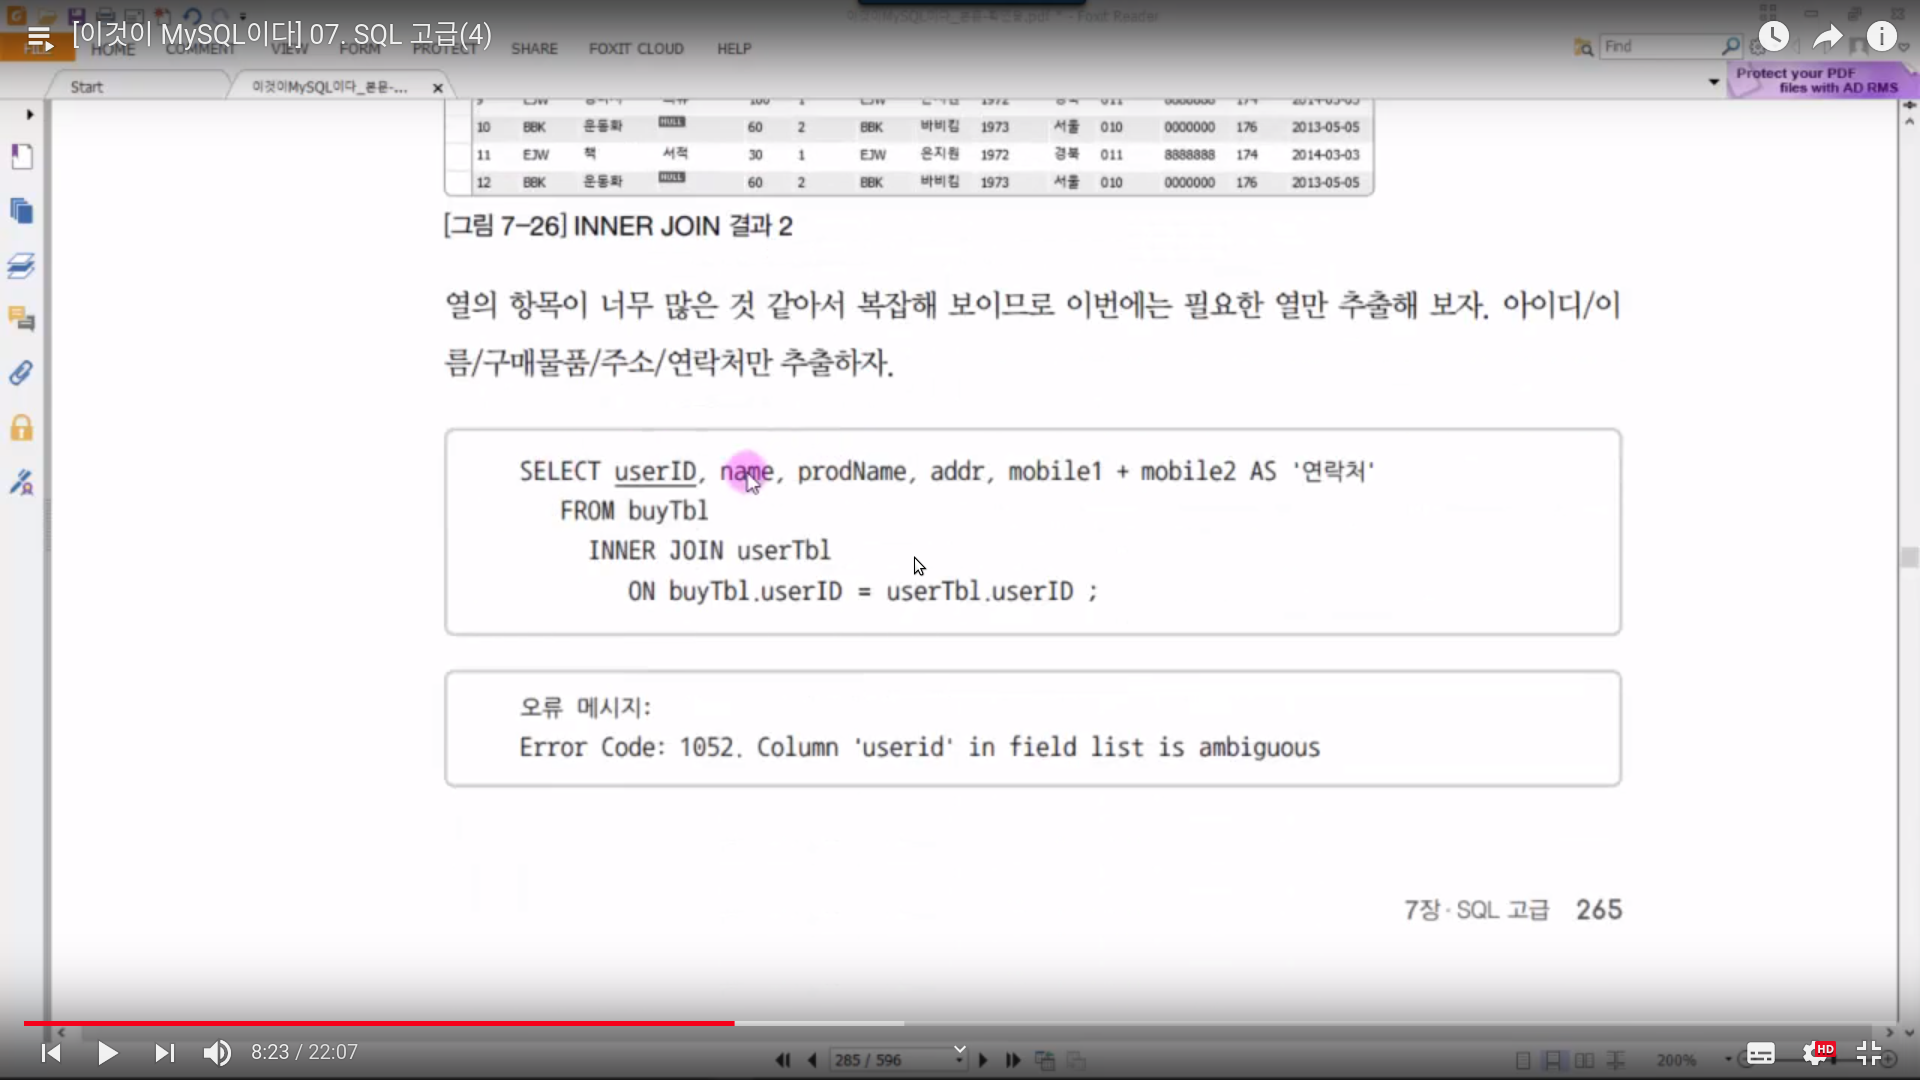 [이것이 MySQL이다] 07. SQL 고급(4)
HOME COMMENT VIEW FORM PROTECT SHARE FOXIT CLOUD HELP
Find
Start
이것이MySQL이다_본문-...
Protect your PDF
files with AD RMS
10 BBK 운동화 NULL 60 2 BBK 바비킴 1973 서울 010 0000000 176 2013-05-05
11 EJW 책 서적 30 1 EJW 은지원 1972 경북 011 8888888 174 2014-03-03
12 BBK 운동화 NULL 60 2 BBK 바비킴 1973 서울 010 0000000 176 2013-05-05
[그림 7-26] INNER JOIN 결과 2
열의 항목이 너무 많은 것 같아서 복잡해 보이므로 이번에는 필요한 열만 추출해 보자. 아이디/이
름/구매물품/주소/연락처만 추출하자.
SELECT userID, name, prodName, addr, mobile1 + mobile2 AS '연락처'
FROM buyTbl
INNER JOIN userTbl
ON buyTbl.userID = userTbl.userID ;
오류 메시지:
Error Code: 1052. Column 'userid' in field list is ambiguous
7장 · SQL 고급 265
8:23 / 22:07
285 / 596
200%
HD